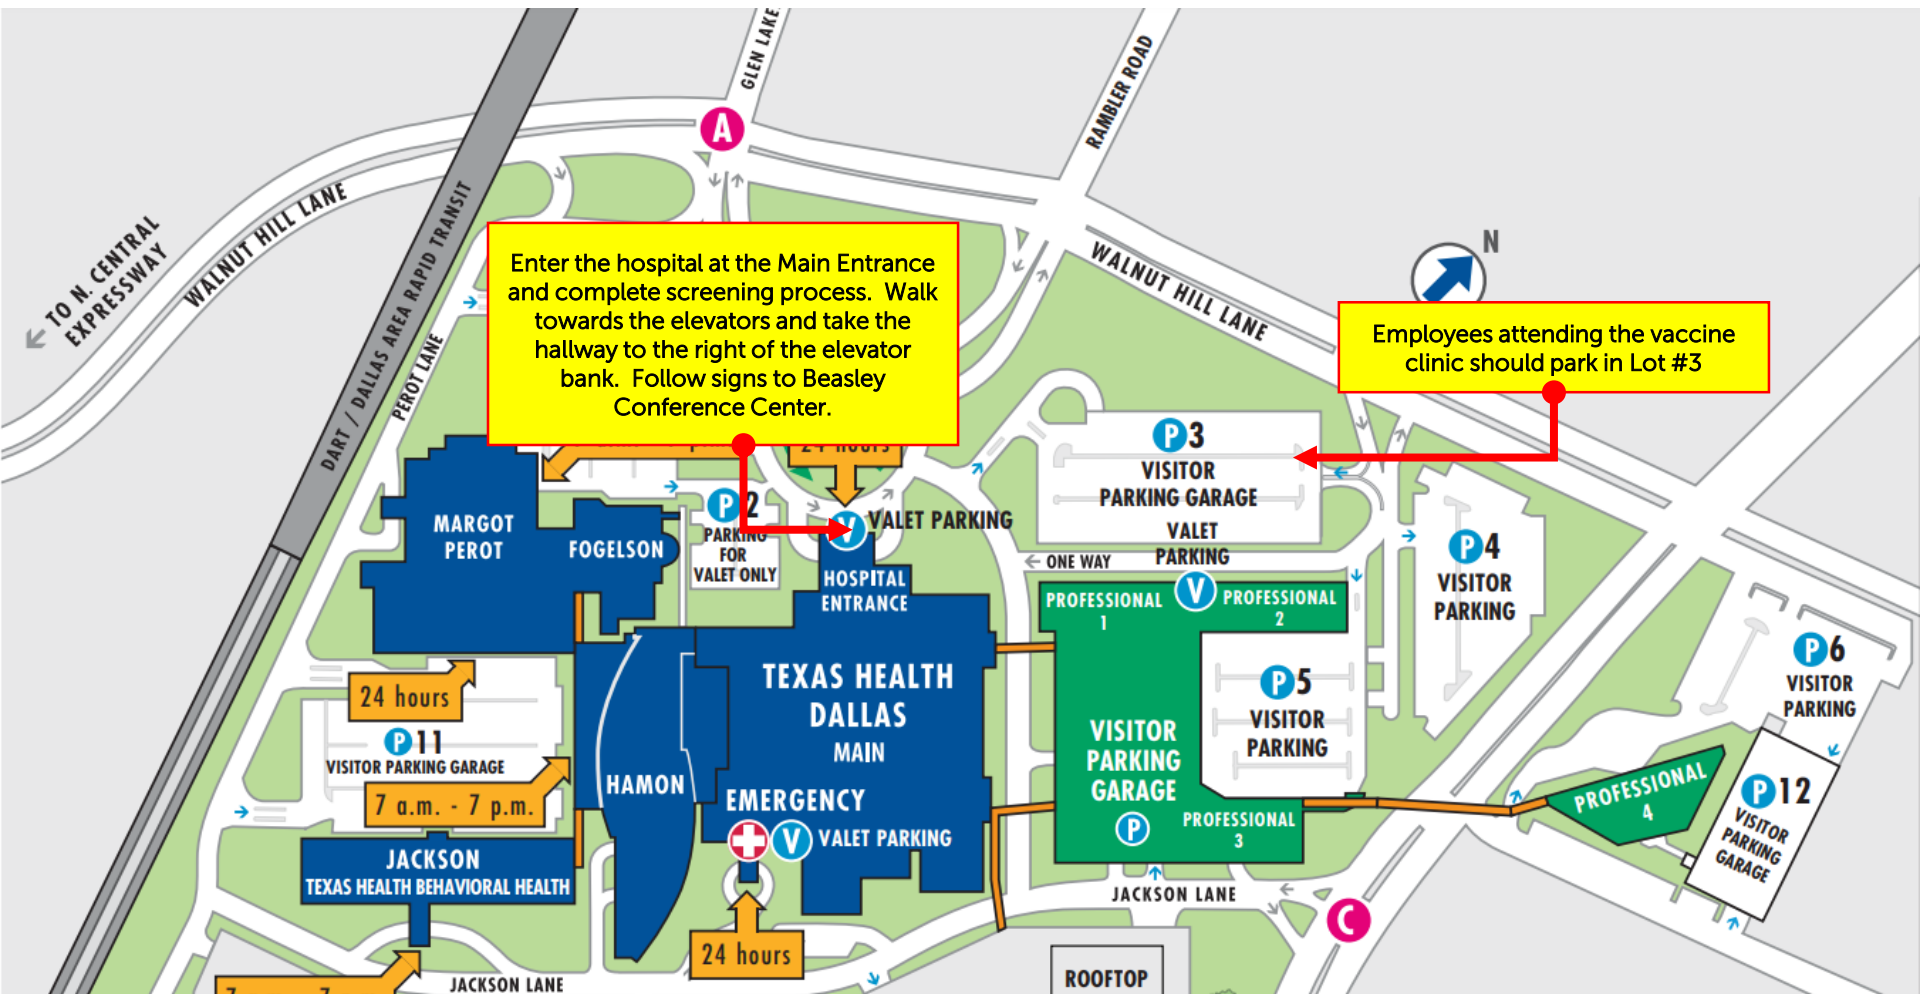 GLEN LAKE
RAMBLER ROAD
A
WALNUT HILL LANE
TO N. CENTRAL
EXPRESSWAY
DART / DALLAS AREA RAPID TRANSIT
PEROT LANE
WALNUT HILL LANE
N
Enter the hospital at the Main Entrance
and complete screening process. Walk
towards the elevators and take the
hallway to the right of the elevator
bank. Follow signs to Beasley
Conference Center.
Employees attending the vaccine
clinic should park in Lot #3
24 hours
P3
VISITOR
PARKING GARAGE
VALET
PARKING
V
ONE WAY
P2
PARKING
FOR
VALET ONLY
V VALET PARKING
HOSPITAL
ENTRANCE
MARGOT
PEROT
FOGELSON
P4
VISITOR
PARKING
PROFESSIONAL
1
PROFESSIONAL
2
P5
VISITOR
PARKING
P6
VISITOR
PARKING
TEXAS HEALTH
DALLAS
MAIN
VISITOR
PARKING
GARAGE
P
PROFESSIONAL
3
PROFESSIONAL
4
P12
VISITOR
PARKING
GARAGE
24 hours
P11
VISITOR PARKING GARAGE
7 a.m. - 7 p.m.
HAMON
EMERGENCY
V VALET PARKING
JACKSON
TEXAS HEALTH BEHAVIORAL HEALTH
JACKSON LANE
C
24 hours
JACKSON LANE
ROOFTOP